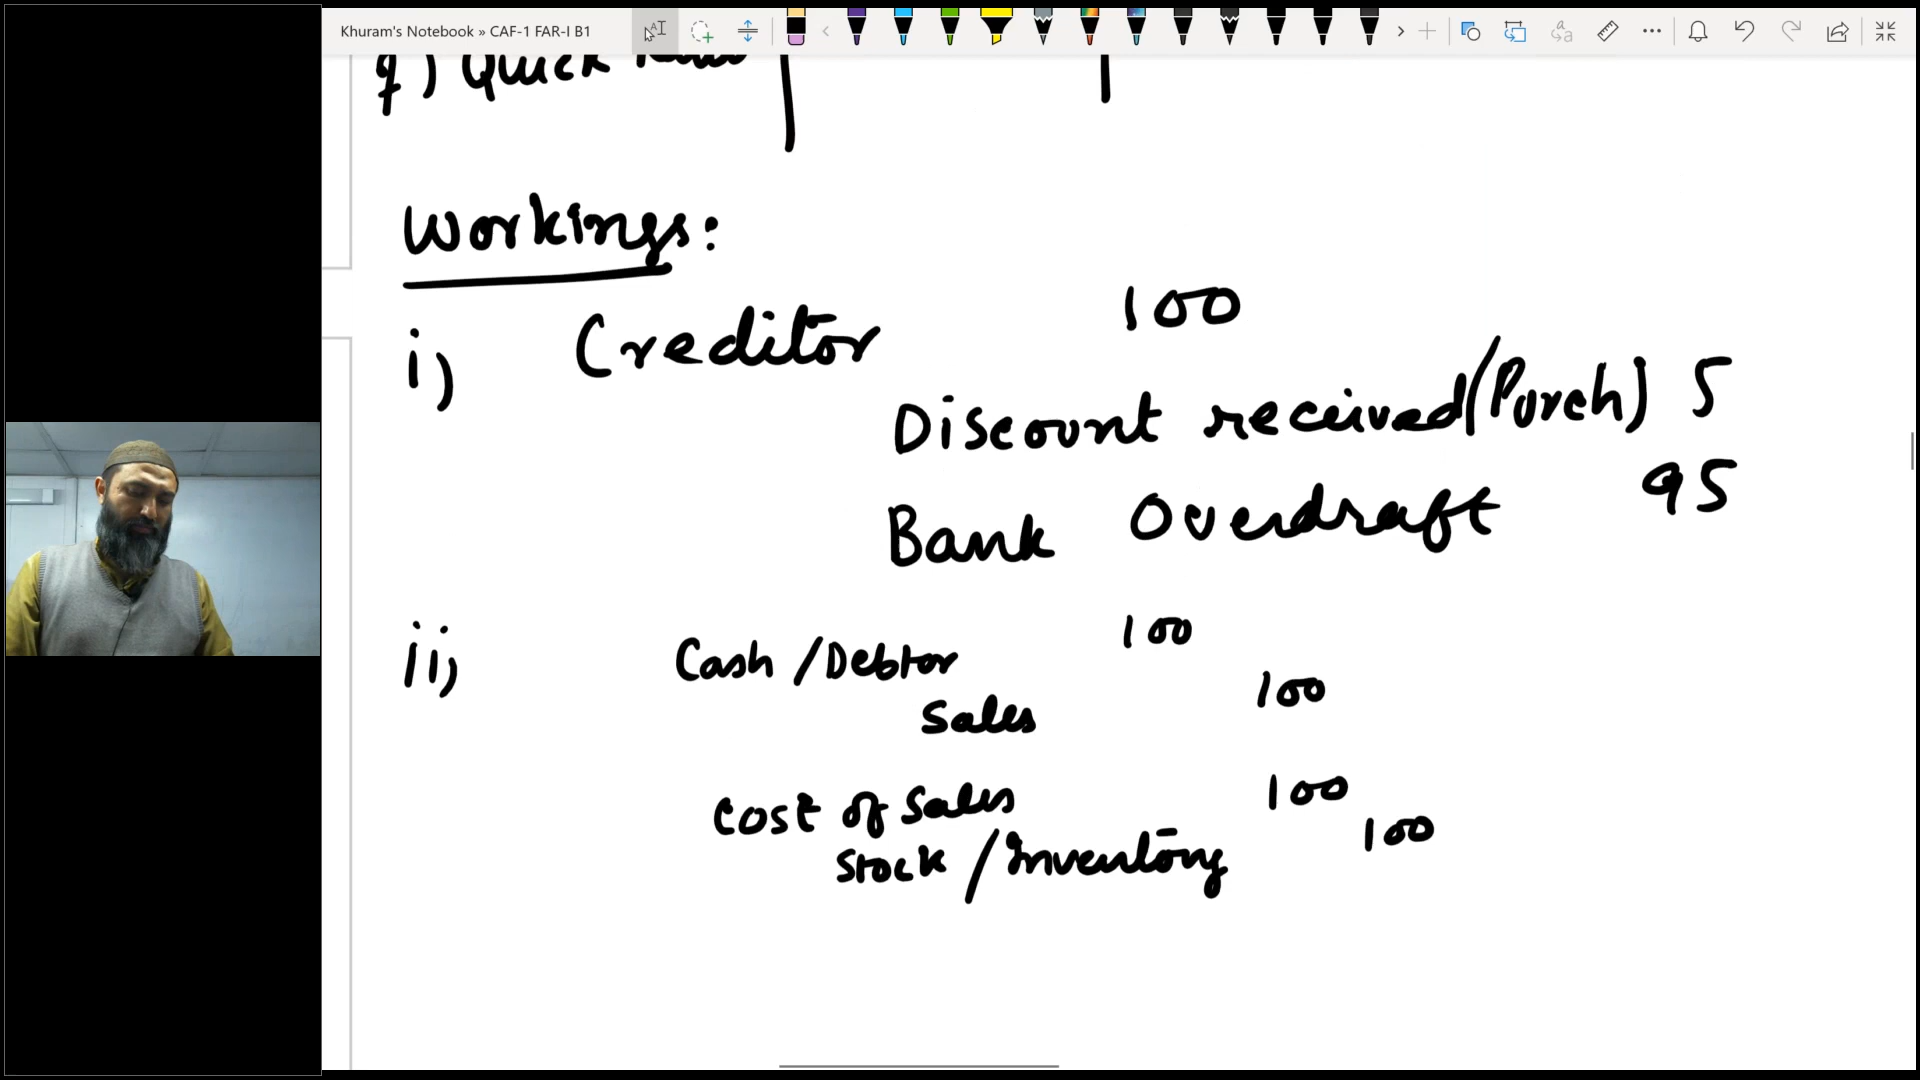 Khuram's Notebook » CAF-1 FAR-I B1
f) Quick
Workings:
i) Creditor 100
Discount received/(Purch) 5
Bank Overdraft 95
ii) Cash / Debtor 100
Sales 100
Cost of Sales 100
Stock / Inventory 100